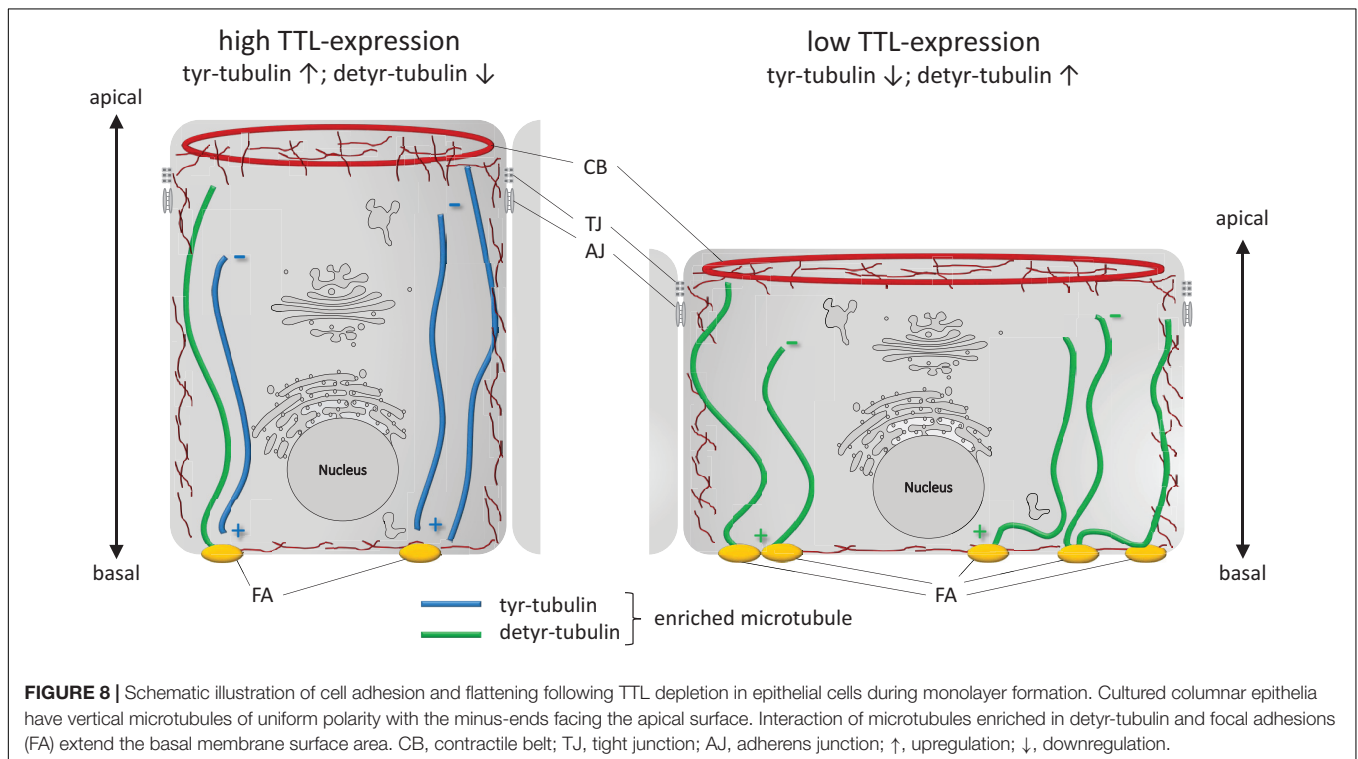 high TTL-expression
tyr-tubulin ↑; detyr-tubulin ↓
low TTL-expression
tyr-tubulin ↓; detyr-tubulin ↑
apical
CB
TJ
AJ
apical
−
−
−
−
Nucleus
Nucleus
+
+
+
+
basal
basal
FA
FA
tyr-tubulin
detyr-tubulin
enriched microtubule
FIGURE 8 | Schematic illustration of cell adhesion and flattening following TTL depletion in epithelial cells during monolayer formation. Cultured columnar epithelia
have vertical microtubules of uniform polarity with the minus-ends facing the apical surface. Interaction of microtubules enriched in detyr-tubulin and focal adhesions
(FA) extend the basal membrane surface area. CB, contractile belt; TJ, tight junction; AJ, adherens junction; ↑, upregulation; ↓, downregulation.